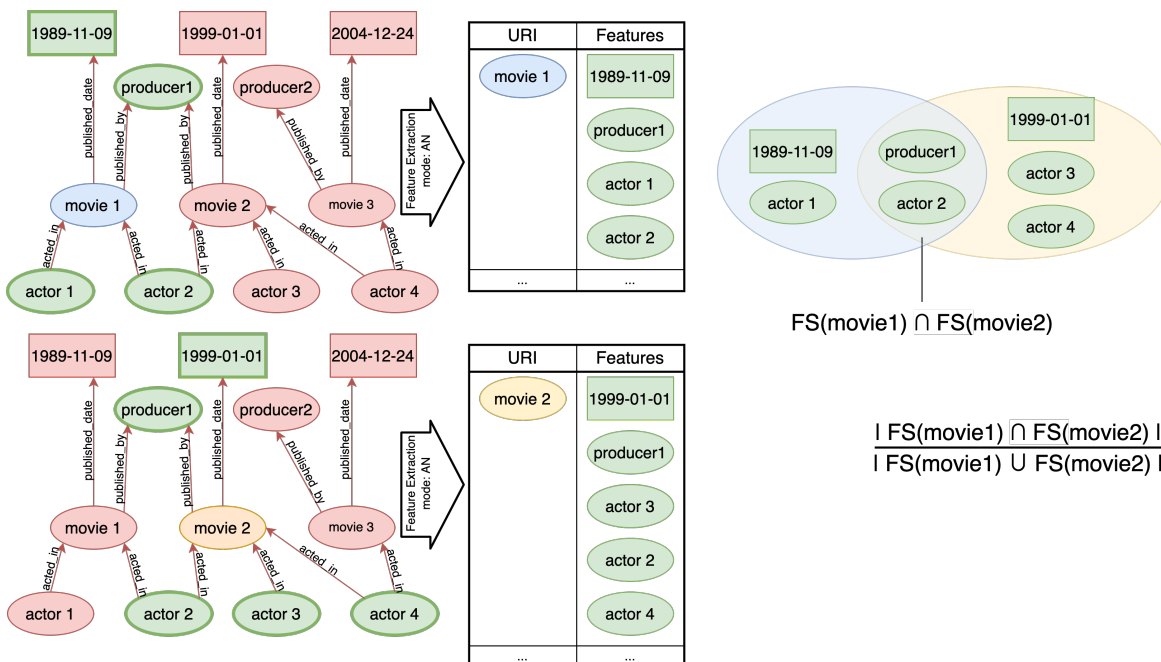 1989-11-09
1999-01-01
2004-12-24
published_date
published_date
published_date
producer1
producer2
published_by
published_by
published_by
movie 1
movie 2
movie 3
acted_in
acted_in
acted_in
acted_in
acted_in
acted_in
actor 1
actor 2
actor 3
actor 4
Feature Extraction
mode: AN
URI
Features
movie 1
1989-11-09
producer1
actor 1
actor 2
...
...
1989-11-09
actor 1
producer1
actor 2
1999-01-01
actor 3
actor 4
FS(movie1) ∩ FS(movie2)
1989-11-09
1999-01-01
2004-12-24
published_date
published_date
published_date
producer1
producer2
published_by
published_by
published_by
movie 1
movie 2
movie 3
acted_in
acted_in
acted_in
acted_in
acted_in
acted_in
actor 1
actor 2
actor 3
actor 4
Feature Extraction
mode: AN
URI
Features
movie 2
1999-01-01
producer1
actor 3
actor 2
actor 4
...
...
| FS(movie1) ∩ FS(movie2) |
| FS(movie1) ∪ FS(movie2) |